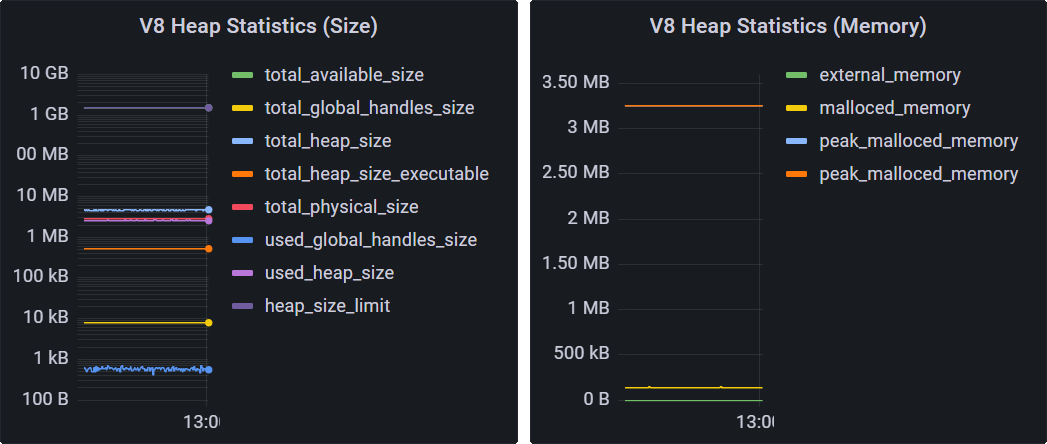 V8 Heap Statistics (Size)
10 GB
1 GB
00 MB
10 MB
1 MB
100 kB
10 kB
1 kB
100 B
13:00
total_available_size
total_global_handles_size
total_heap_size
total_heap_size_executable
total_physical_size
used_global_handles_size
used_heap_size
heap_size_limit
V8 Heap Statistics (Memory)
3.50 MB
3 MB
2.50 MB
2 MB
1.50 MB
1 MB
500 kB
0 B
13:00
external_memory
malloced_memory
peak_malloced_memory
peak_malloced_memory